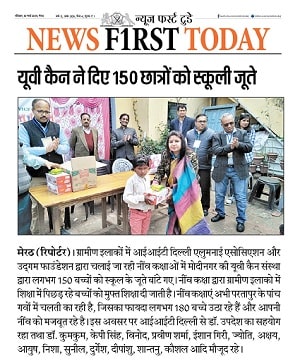 न्यूज फर्स्ट टुडे
NEWS F1RST TODAY
यूवी कैन ने दिए 150 छात्रों को स्कूली जूते
मेरठ (रिपोर्टर)। ग्रामीण इलाकों में आईआईटी दिल्ली एलुमनाई एसोसिएशन और
उद्गम फाउंडेशन द्वारा चलाई जा रही नींव कक्षाओं में मोदीनगर की यूवी कैन संस्था
द्वारा लगभग 150 बच्चों को स्कूल के जूते बांटे गए। नींव कक्षा द्वारा ग्रामीण इलाकों में
शिक्षा में पिछड़ रहे बच्चों को मुफ्त शिक्षा दी जाती है। नींव कक्षाएं अभी परतापुर के पांच
गावों में चलती का रही है, जिसका फायदा लगभग 180 बच्चे उठा रहे हैं और अपनी
नींव को मजबूत रहे है। इस अवसर पर आईआईटी दिल्ली से डॉ. उपदेश का सहयोग
रहा तथा डॉ. कुमकुम, केपी सिंह, विनोद, प्रवीण शर्मा, ईशान गिरी, ज्योति, अक्षय,
आयुष, निशा, सुनील, दुर्गेश, दीपांशु, शान्तनु, कौशल आदि मौजूद रहे।